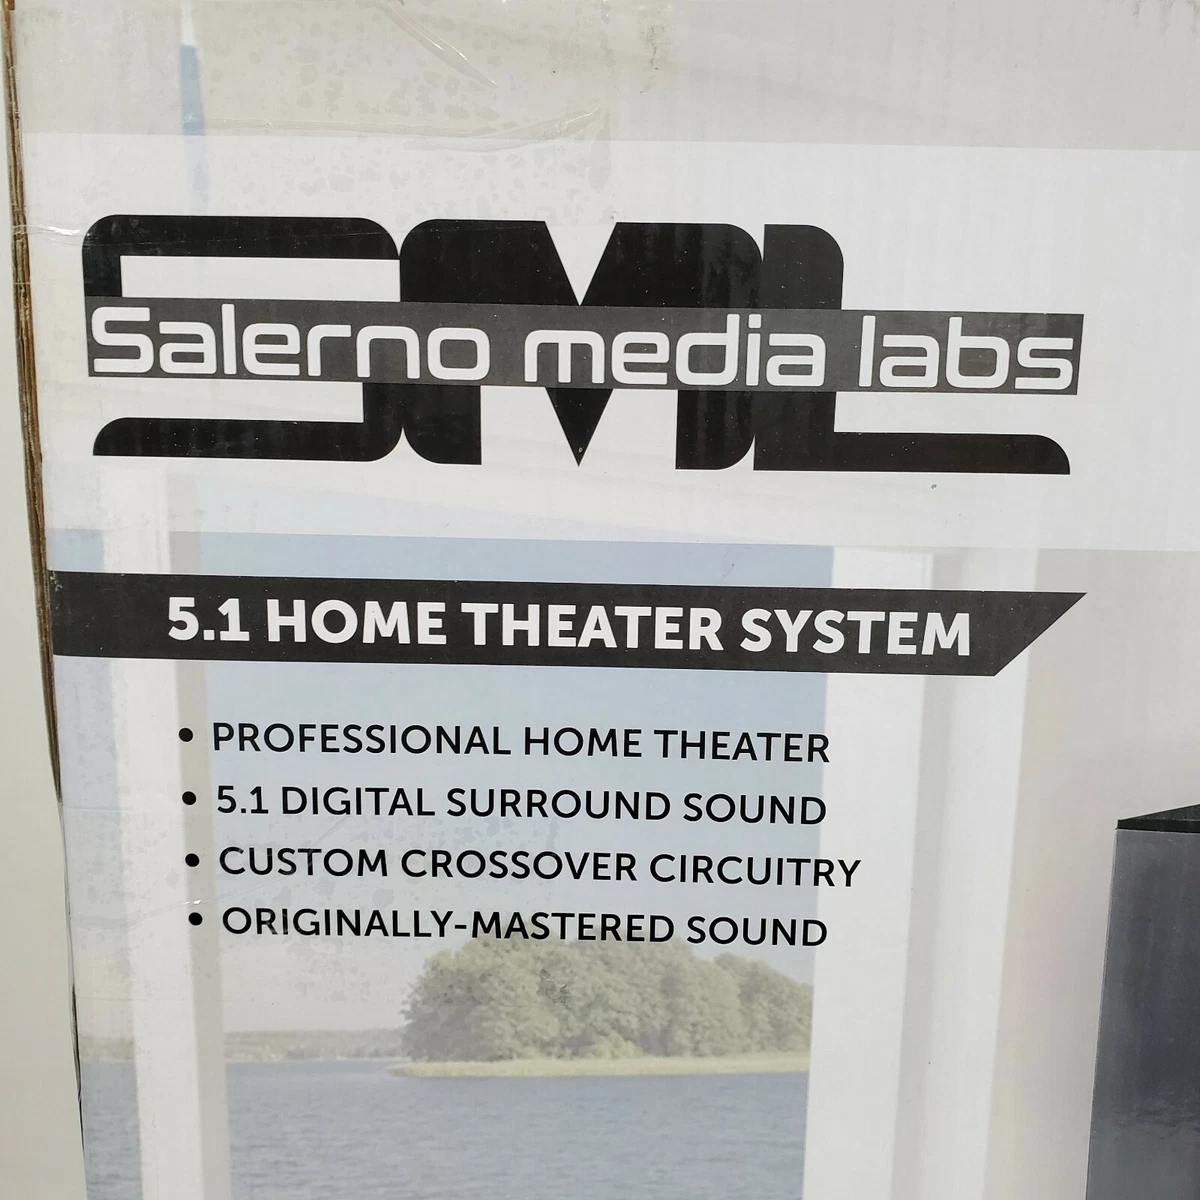 SML
Salerno media labs
5.1 HOME THEATER SYSTEM
• PROFESSIONAL HOME THEATER
• 5.1 DIGITAL SURROUND SOUND
• CUSTOM CROSSOVER CIRCUITRY
• ORIGINALLY-MASTERED SOUND